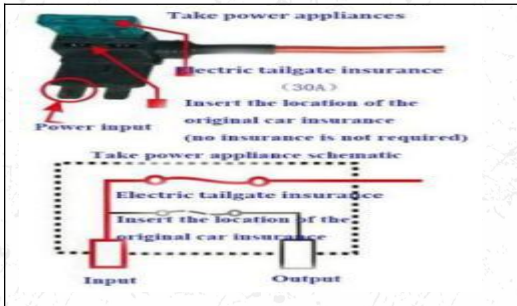 Take power appliances
Electric tailgate insurance
(30A)
Insert the location of the
original car insurance
(no insurance is not required)
Power input
Take power appliance schematic
Electric tailgate insurance
Insert the location of the
original car insurance
Input
Output